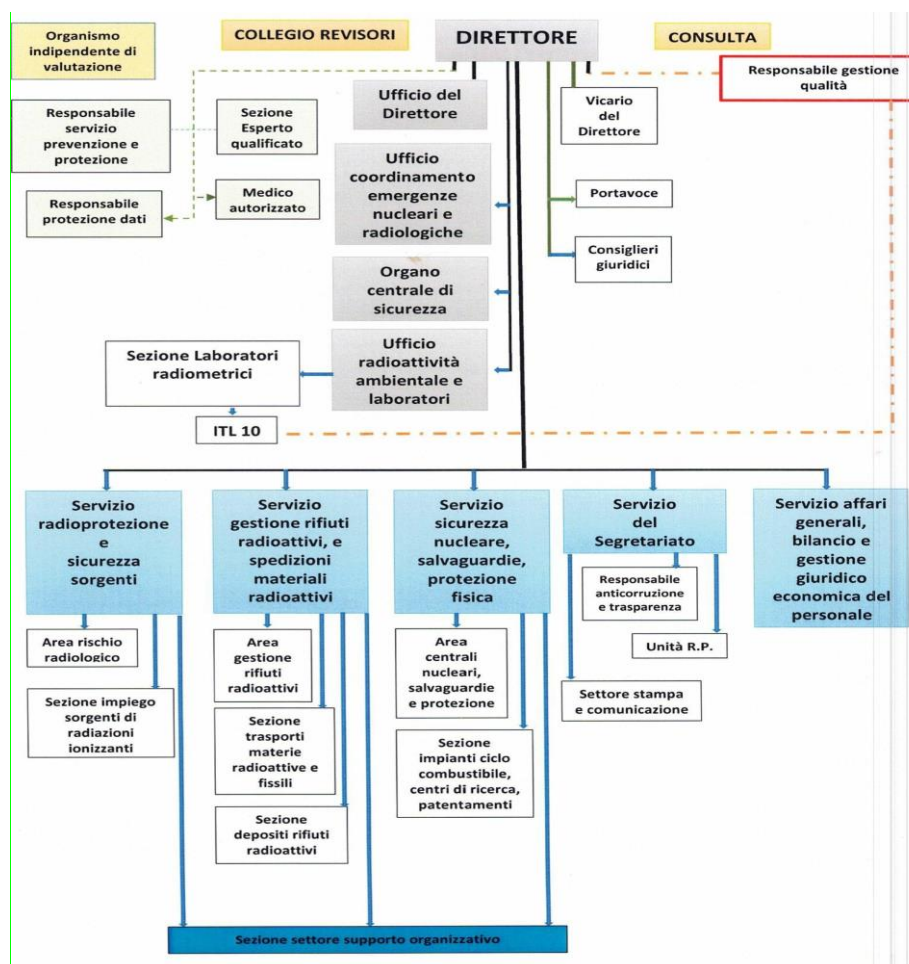 Organismo
indipendente di
valutazione
COLLEGIO REVISORI
DIRETTORE
CONSULTA
Responsabile gestione
qualità
Responsabile
servizio
prevenzione e
protezione
Sezione
Esperto
qualificato
Ufficio del
Direttore
Vicario
del
Direttore
Responsabile
protezione dati
Medico
autorizzato
Ufficio
coordinamento
emergenze
nucleari e
radiologiche
Portavoce
Consiglieri
giuridici
Organo
centrale di
sicurezza
Sezione Laboratori
radiometrici
Ufficio
radioattività
ambientale e
laboratori
ITL 10
Servizio
radioprotezione
e
sicurezza
sorgenti
Servizio
gestione rifiuti
radioattivi, e
spedizioni
materiali
radioattivi
Servizio
sicurezza
nucleare,
salvaguardie,
protezione
fisica
Servizio
del
Segretariato
Servizio affari
generali,
bilancio e
gestione
giuridico
economica del
personale
Area rischio
radiologico
Sezione impiego
sorgenti di
radiazioni
ionizzanti
Area
gestione
rifiuti
radioattivi
Sezione
trasporti
materie
radioattive e
fissili
Sezione
depositi rifiuti
radioattivi
Area
centrali
nucleari,
salvaguardie
e protezione
Sezione
impianti ciclo
combustibile,
centri di ricerca,
patentamenti
Responsabile
anticorruzione
e trasparenza
Unità R.P.
Settore stampa
e comunicazione
Sezione settore supporto organizzativo